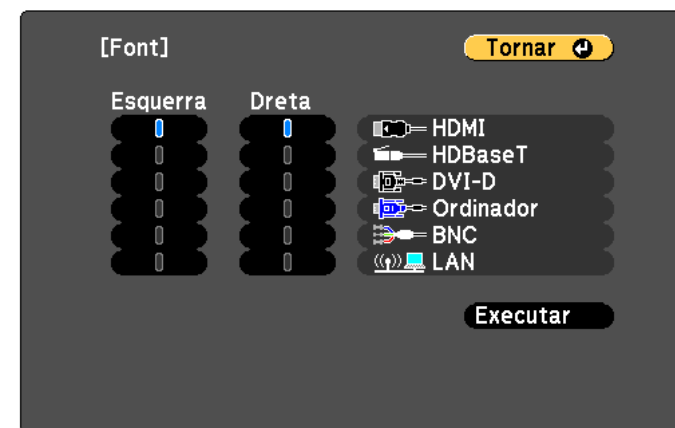 [Font]
Tornar
Esquerra Dreta
HDMI
HDBaseT
DVI-D
Ordinador
BNC
LAN
Executar